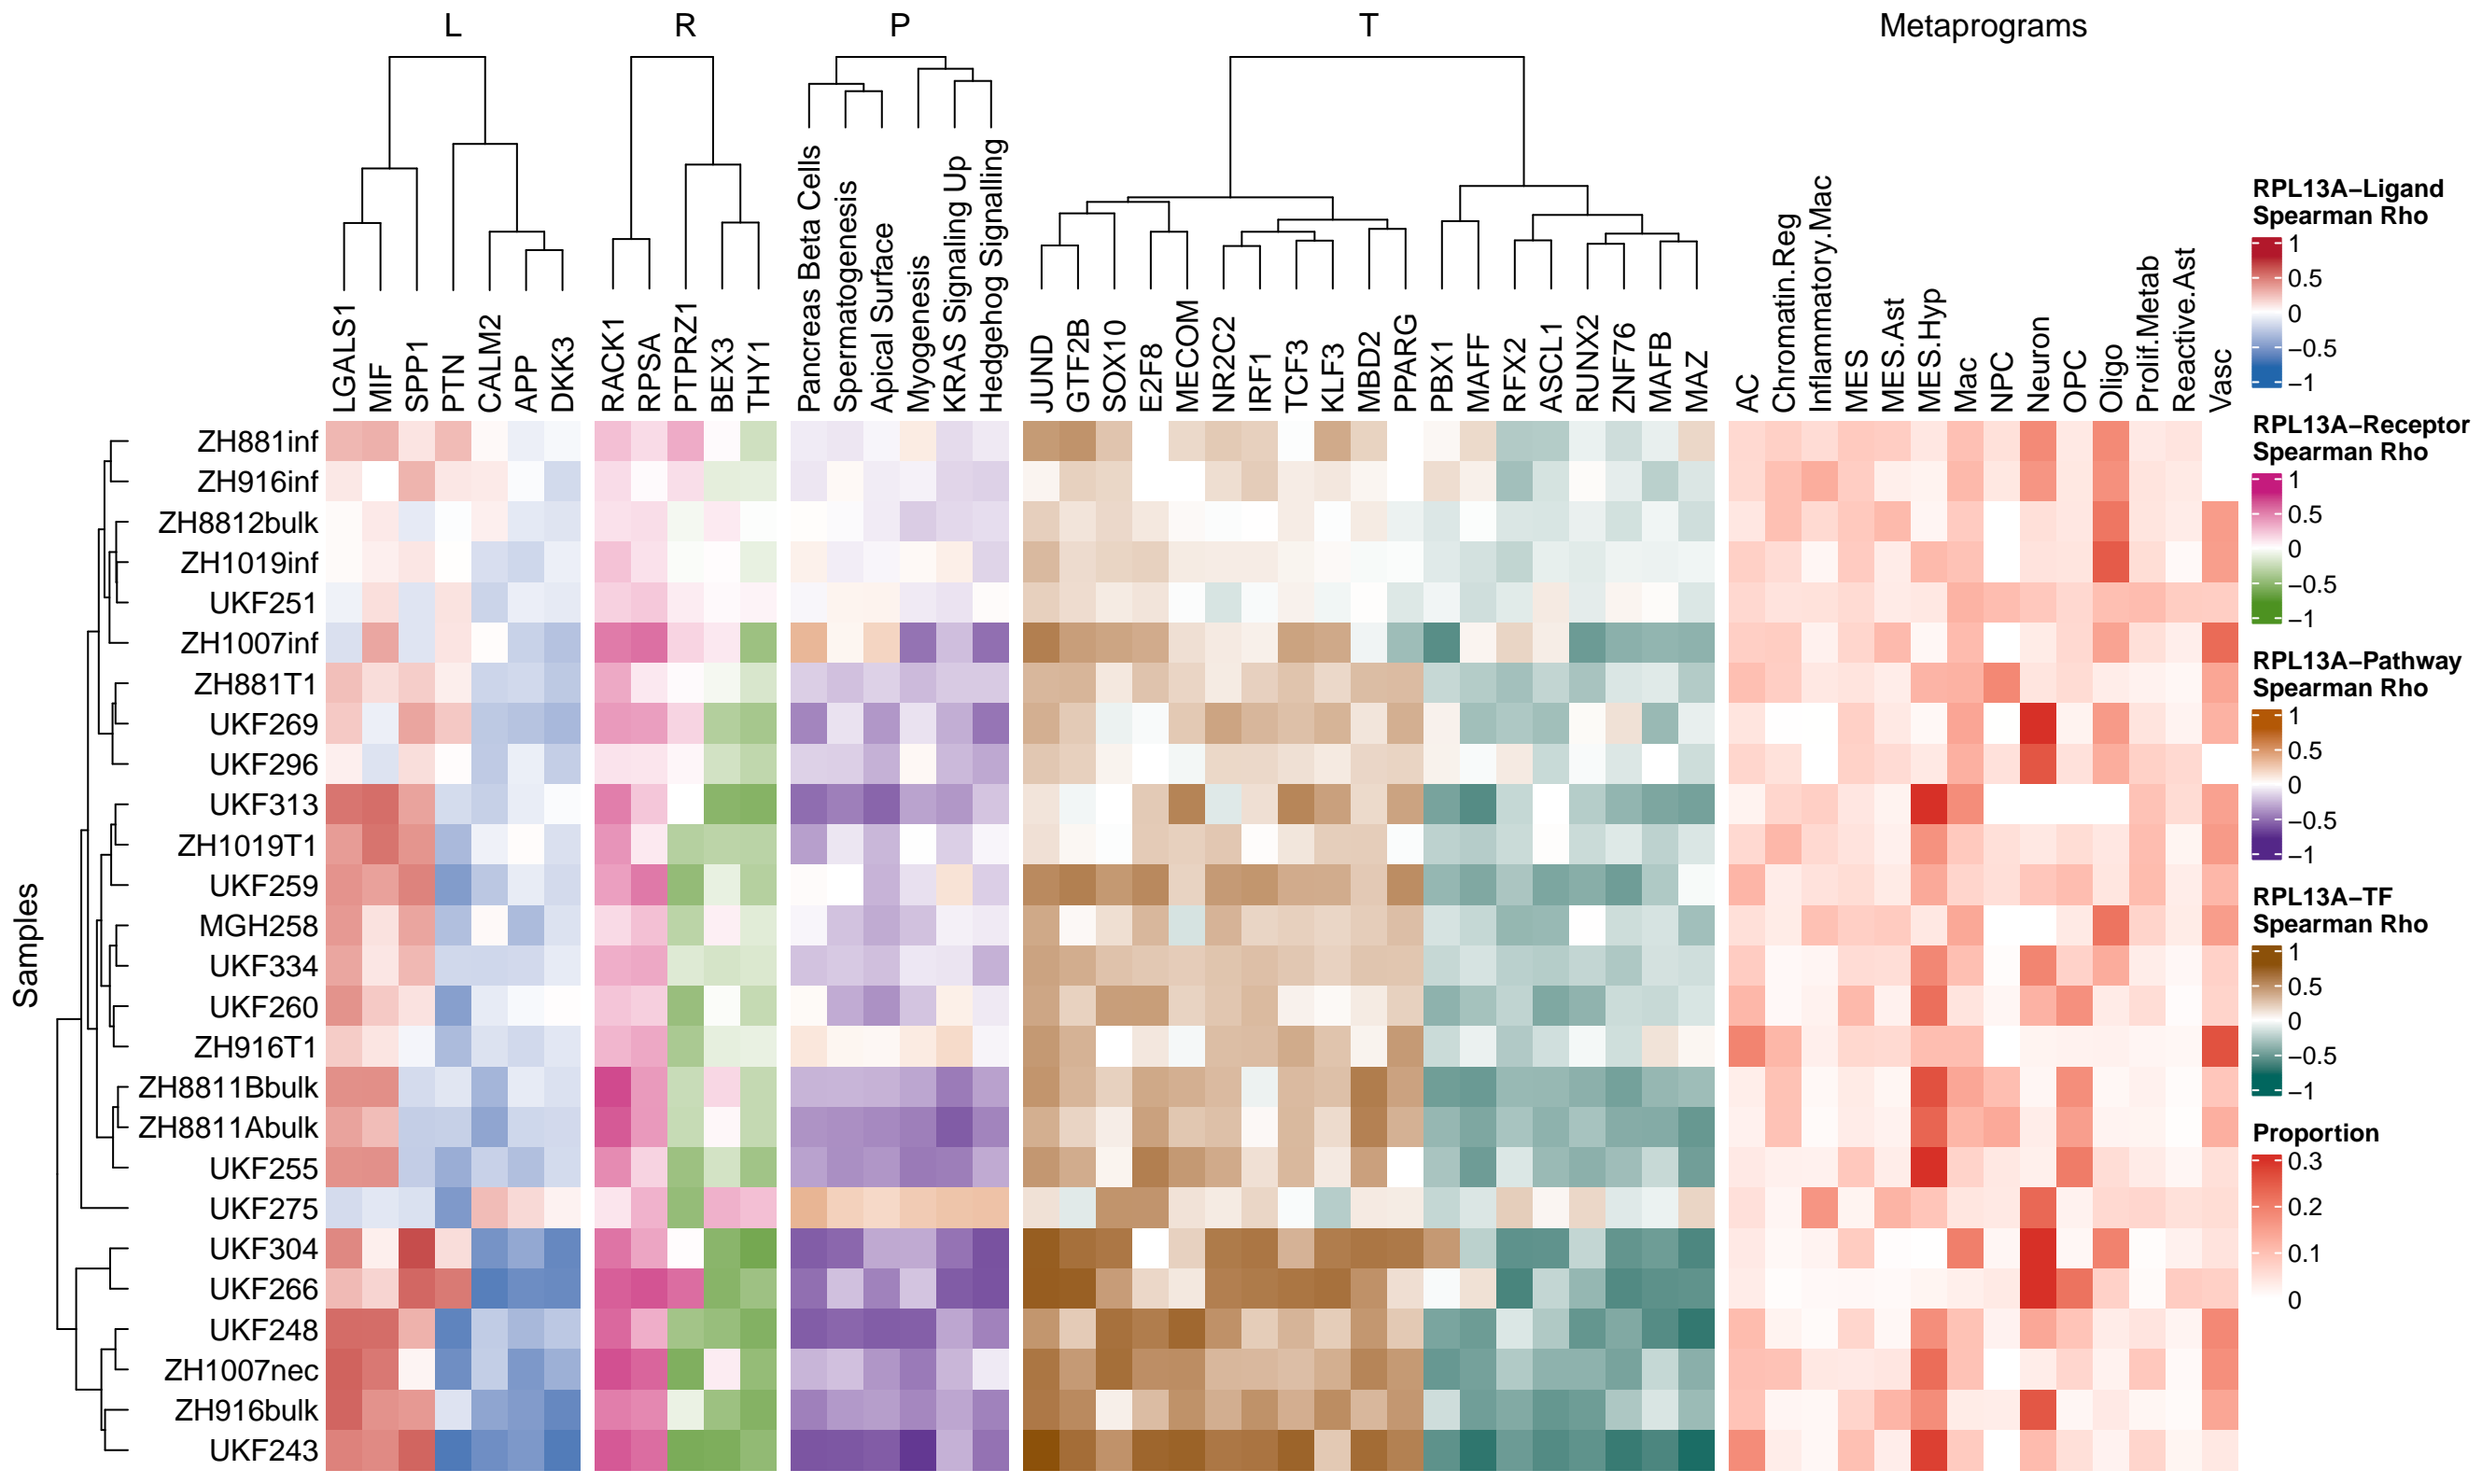 L R P T Metaprograms
LGALS1
MIF
SPP1
PTN
CALM2
APP
DKK3
RACK1
RPSA
PTPRZ1
BEX3
THY1
Pancreas Beta Cells
Spermatogenesis
Apical Surface
Myogenesis
KRAS Signaling Up
Hedgehog Signalling
JUND
GTF2B
SOX10
E2F8
MECOM
NR2C2
IRF1
TCF3
KLF3
MBD2
PPARG
PBX1
MAFF
RFX2
ASCL1
RUNX2
ZNF76
MAFB
MAZ
AC
Chromatin.Reg
Inflammatory.Mac
MES
MES.Ast
MES.Hyp
Mac
NPC
Neuron
OPC
Oligo
Prolif.Metab
Reactive.Ast
Vasc
Samples
ZH881inf
ZH916inf
ZH8812bulk
ZH1019inf
UKF251
ZH1007inf
ZH881T1
UKF269
UKF296
UKF313
ZH1019T1
UKF259
MGH258
UKF334
UKF260
ZH916T1
ZH8811Bbulk
ZH8811Abulk
UKF255
UKF275
UKF304
UKF266
UKF248
ZH1007nec
ZH916bulk
UKF243
RPL13A−Ligand
Spearman Rho
1
0.5
0
−0.5
−1
RPL13A−Receptor
Spearman Rho
1
0.5
0
−0.5
−1
RPL13A−Pathway
Spearman Rho
1
0.5
0
−0.5
−1
RPL13A−TF
Spearman Rho
1
0.5
0
−0.5
−1
Proportion
0.3
0.2
0.1
0